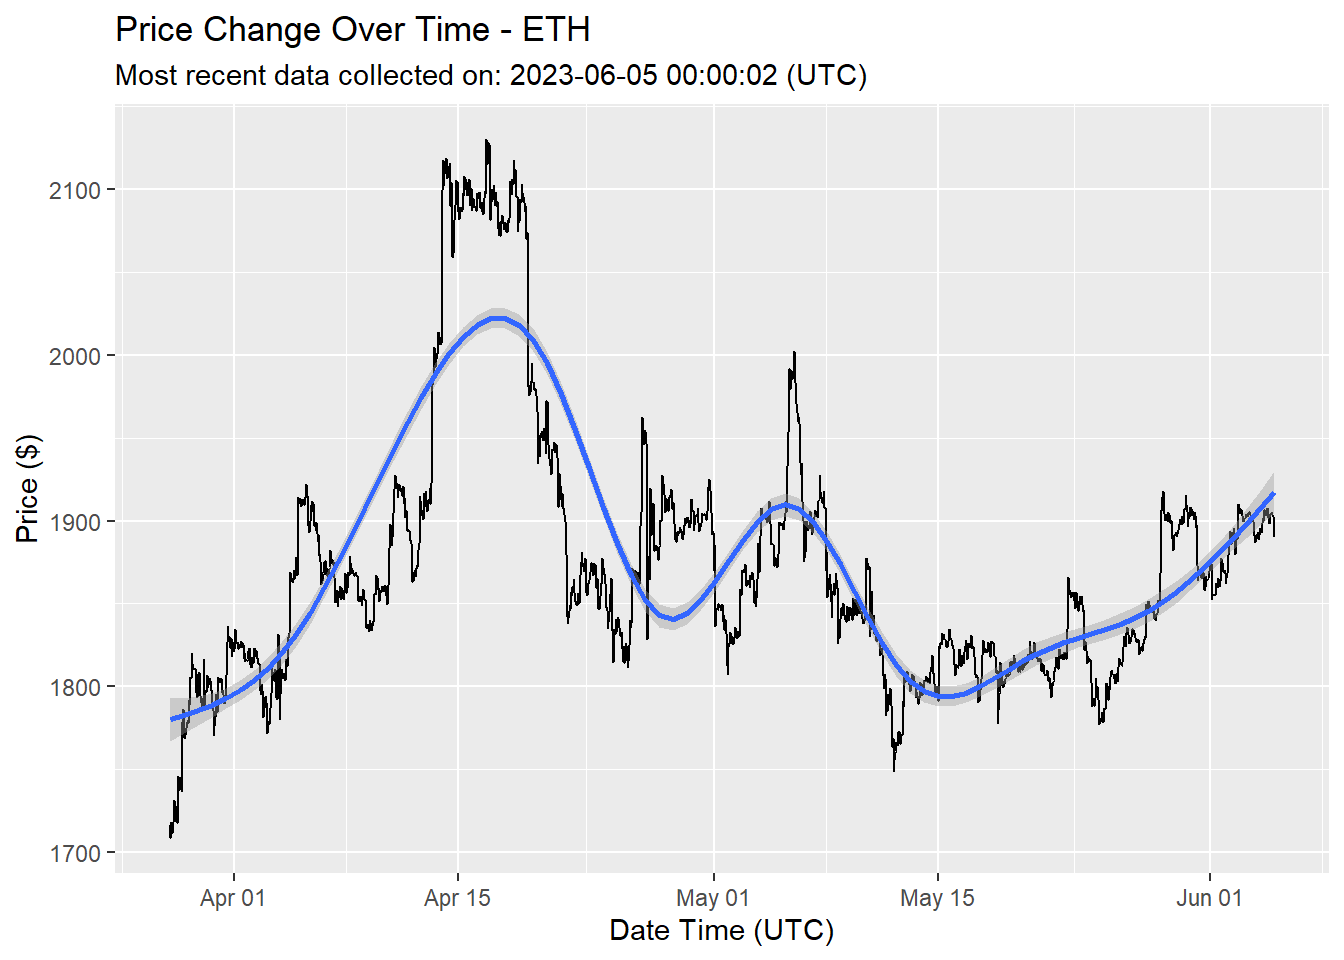 Price Change Over Time - ETH
Most recent data collected on: 2023-06-05 00:00:02 (UTC)
Price ($)
2100
2000
1900
1800
1700
Apr 01
Apr 15
May 01
May 15
Jun 01
Date Time (UTC)